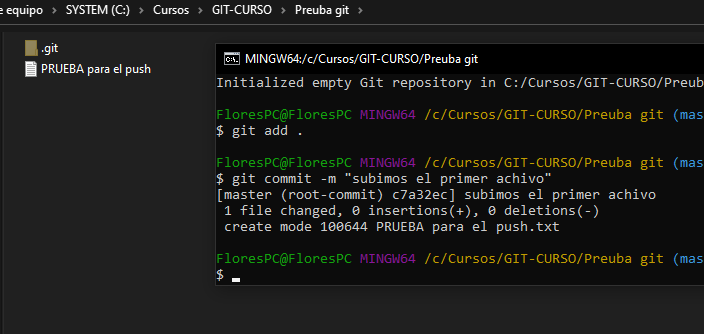 e equipo > SYSTEM (C:) > Cursos > GIT-CURSO > Preuba git >
.git
PRUEBA para el push
MINGW64:/c/Cursos/GIT-CURSO/Preuba git
Initialized empty Git repository in C:/Cursos/GIT-CURSO/Preub
FloresPC@FloresPC MINGW64 /c/Cursos/GIT-CURSO/Preuba git (mas
$ git add .
FloresPC@FloresPC MINGW64 /c/Cursos/GIT-CURSO/Preuba git (mas
$ git commit -m "subimos el primer achivo"
[master (root-commit) c7a32ec] subimos el primer achivo
1 file changed, 0 insertions(+), 0 deletions(-)
create mode 100644 PRUEBA para el push.txt
FloresPC@FloresPC MINGW64 /c/Cursos/GIT-CURSO/Preuba git (mas
$